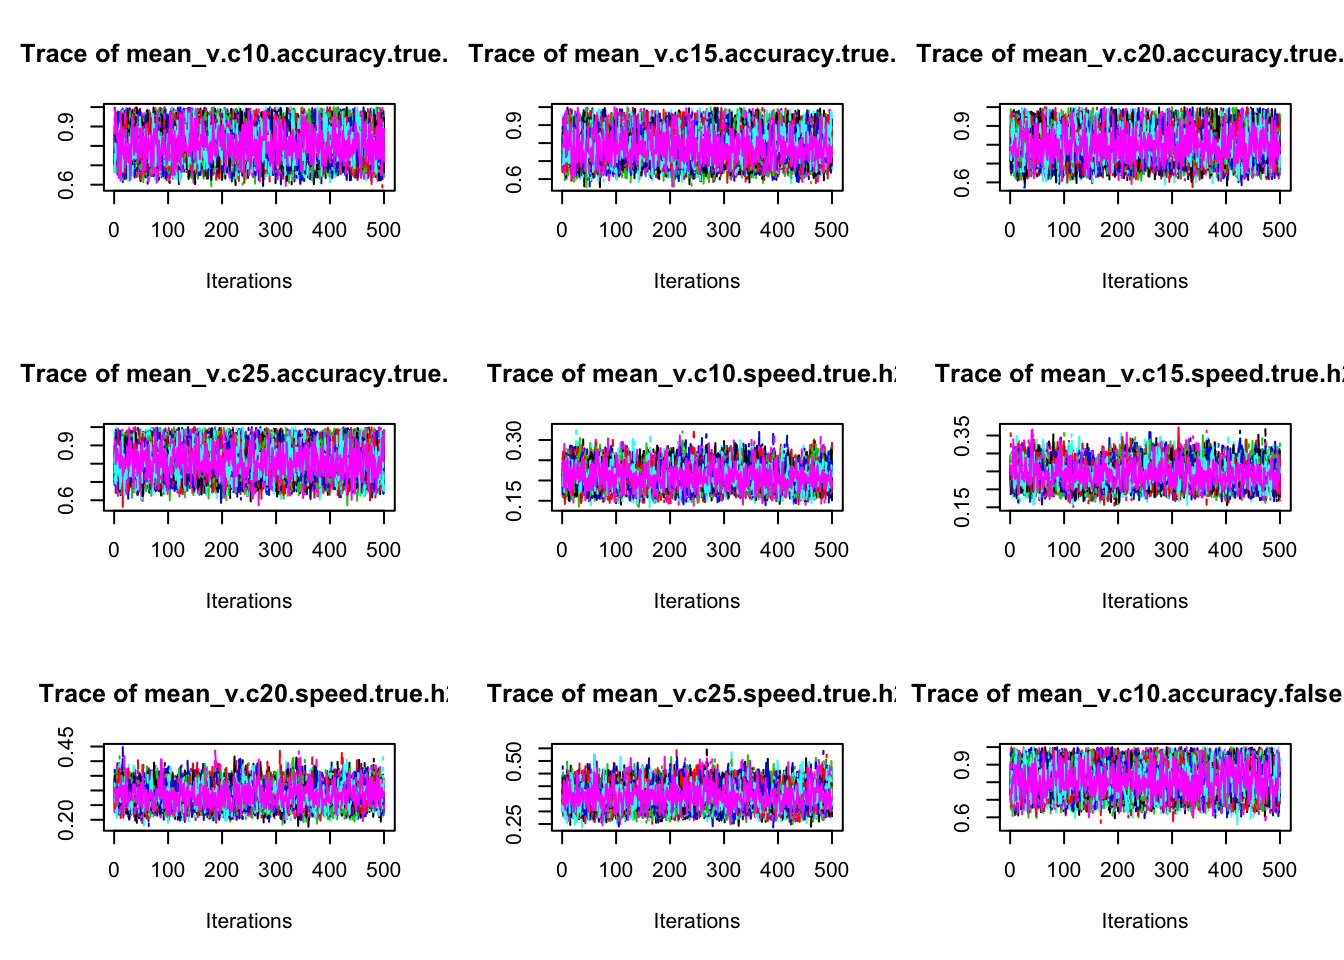 Trace of mean_v.c10.accuracy.true.
0.6 0.9
0 100 200 300 400 500
Iterations
Trace of mean_v.c15.accuracy.true.
0.6 0.9
0 100 200 300 400 500
Iterations
Trace of mean_v.c20.accuracy.true.
0.6 0.9
0 100 200 300 400 500
Iterations
Trace of mean_v.c25.accuracy.true.
0.6 0.9
0 100 200 300 400 500
Iterations
Trace of mean_v.c10.speed.true.h2
0.15 0.30
0 100 200 300 400 500
Iterations
Trace of mean_v.c15.speed.true.h2
0.15 0.35
0 100 200 300 400 500
Iterations
Trace of mean_v.c20.speed.true.h2
0.20 0.45
0 100 200 300 400 500
Iterations
Trace of mean_v.c25.speed.true.h2
0.25 0.50
0 100 200 300 400 500
Iterations
Trace of mean_v.c10.accuracy.false
0.6 0.9
0 100 200 300 400 500
Iterations